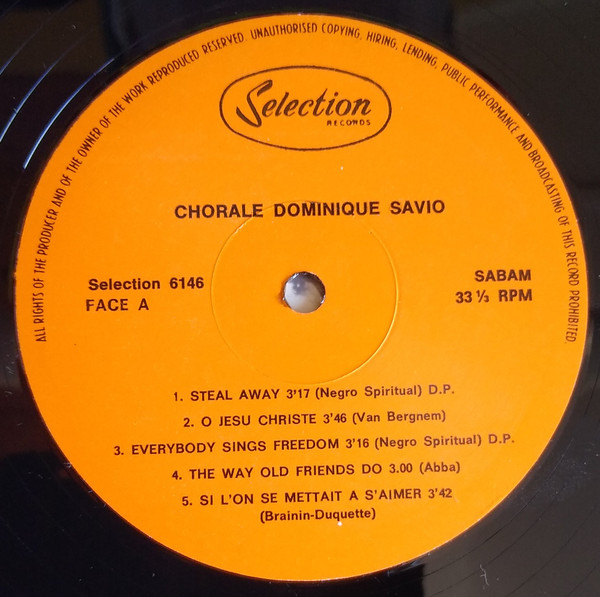 ALL RIGHTS OF THE PRODUCER AND OF THE OWNER OF THE WORK REPRODUCED RESERVED. UNAUTHORISED COPYING, HIRING, LENDING, PUBLIC PERFORMANCE AND BROADCASTING OF THIS RECORD PROHIBITED.
Selection
RECORDS
CHORALE DOMINIQUE SAVIO
Selection 6146
FACE A
SABAM
33 1/3 RPM
1. STEAL AWAY 3'17 (Negro Spiritual) D.P.
2. O JESU CHRISTE 3'46 (Van Bergnem)
3. EVERYBODY SINGS FREEDOM 3'16 (Negro Spiritual) D.P.
4. THE WAY OLD FRIENDS DO 3.00 (Abba)
5. SI L'ON SE METTAIT A S'AIMER 3'42
(Brainin-Duquette)